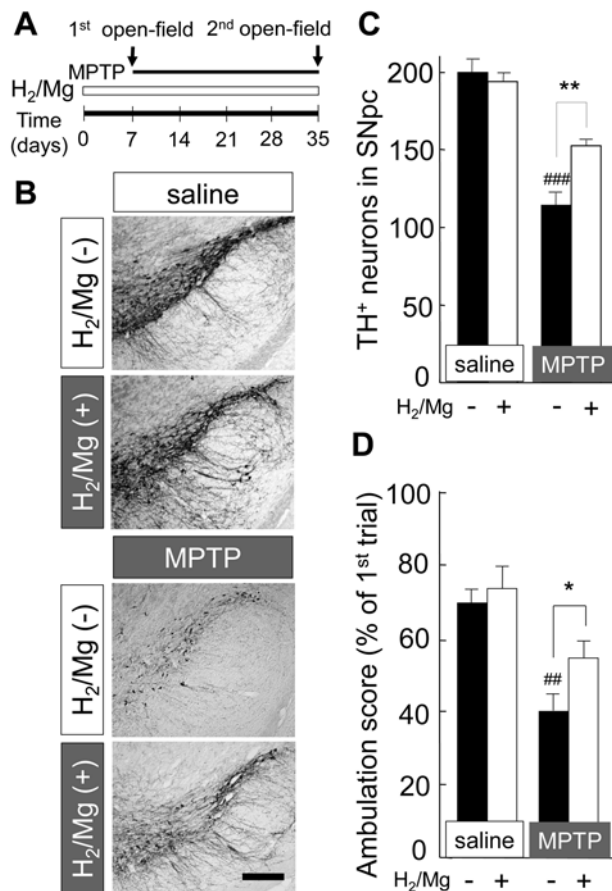 A
1st open-field 2nd open-field
MPTP
H2/Mg
Time
(days)
0 7 14 21 28 35
B
saline
H2/Mg (-)
H2/Mg (+)
MPTP
H2/Mg (-)
H2/Mg (+)
C
TH+ neurons in SNpc
200
150
100
50
0
**
###
saline MPTP
H2/Mg - + - +
D
Ambulation score (% of 1st trial)
100
80
60
40
20
0
*
##
saline MPTP
H2/Mg - + - +